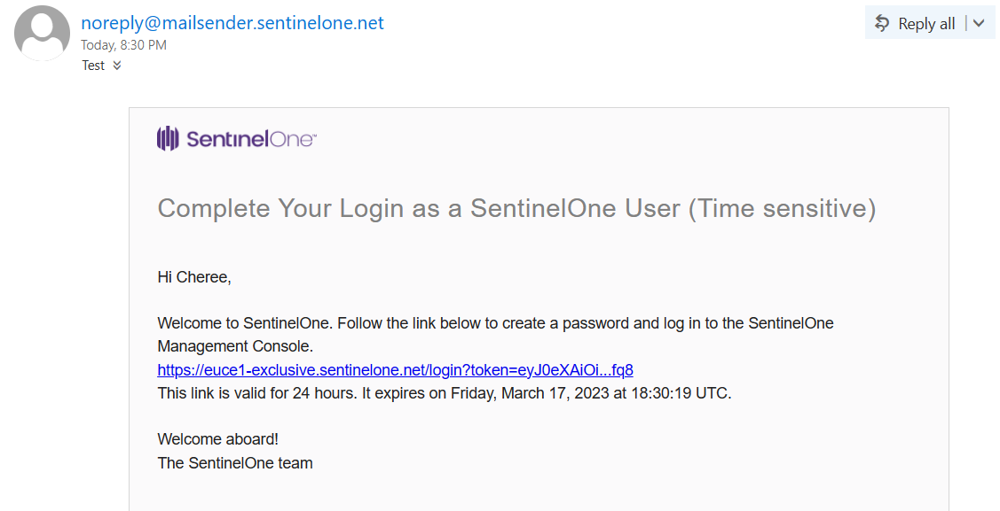 noreply@mailsender.sentinelone.net
Reply all
Today, 8:30 PM
Test
SentinelOne™
Complete Your Login as a SentinelOne User (Time sensitive)
Hi Cheree,
Welcome to SentinelOne. Follow the link below to create a password and log in to the SentinelOne
Management Console.
https://euce1-exclusive.sentinelone.net/login?token=eyJ0eXAiOi...fq8
This link is valid for 24 hours. It expires on Friday, March 17, 2023 at 18:30:19 UTC.
Welcome aboard!
The SentinelOne team